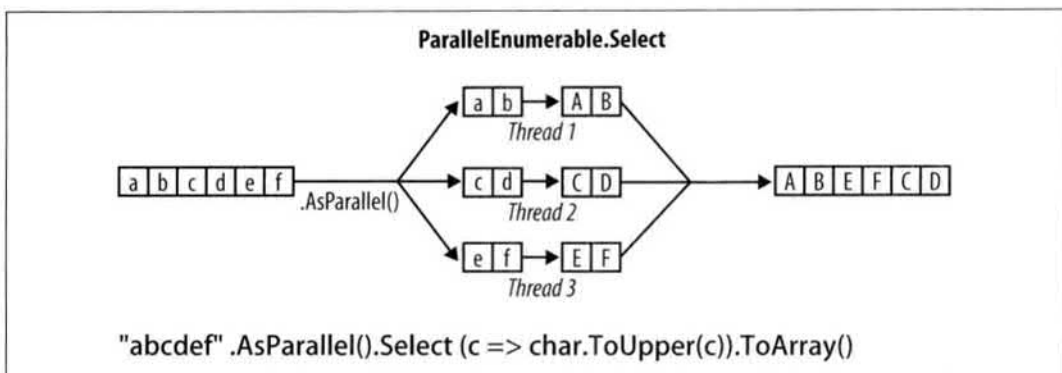 ParallelEnumerable.Select
a b A B
Thread 1
a b c d e f .AsParallel() c d C D A B E F C D
Thread 2
e f E F
Thread 3
"abcdef" .AsParallel().Select (c => char.ToUpper(c)).ToArray()